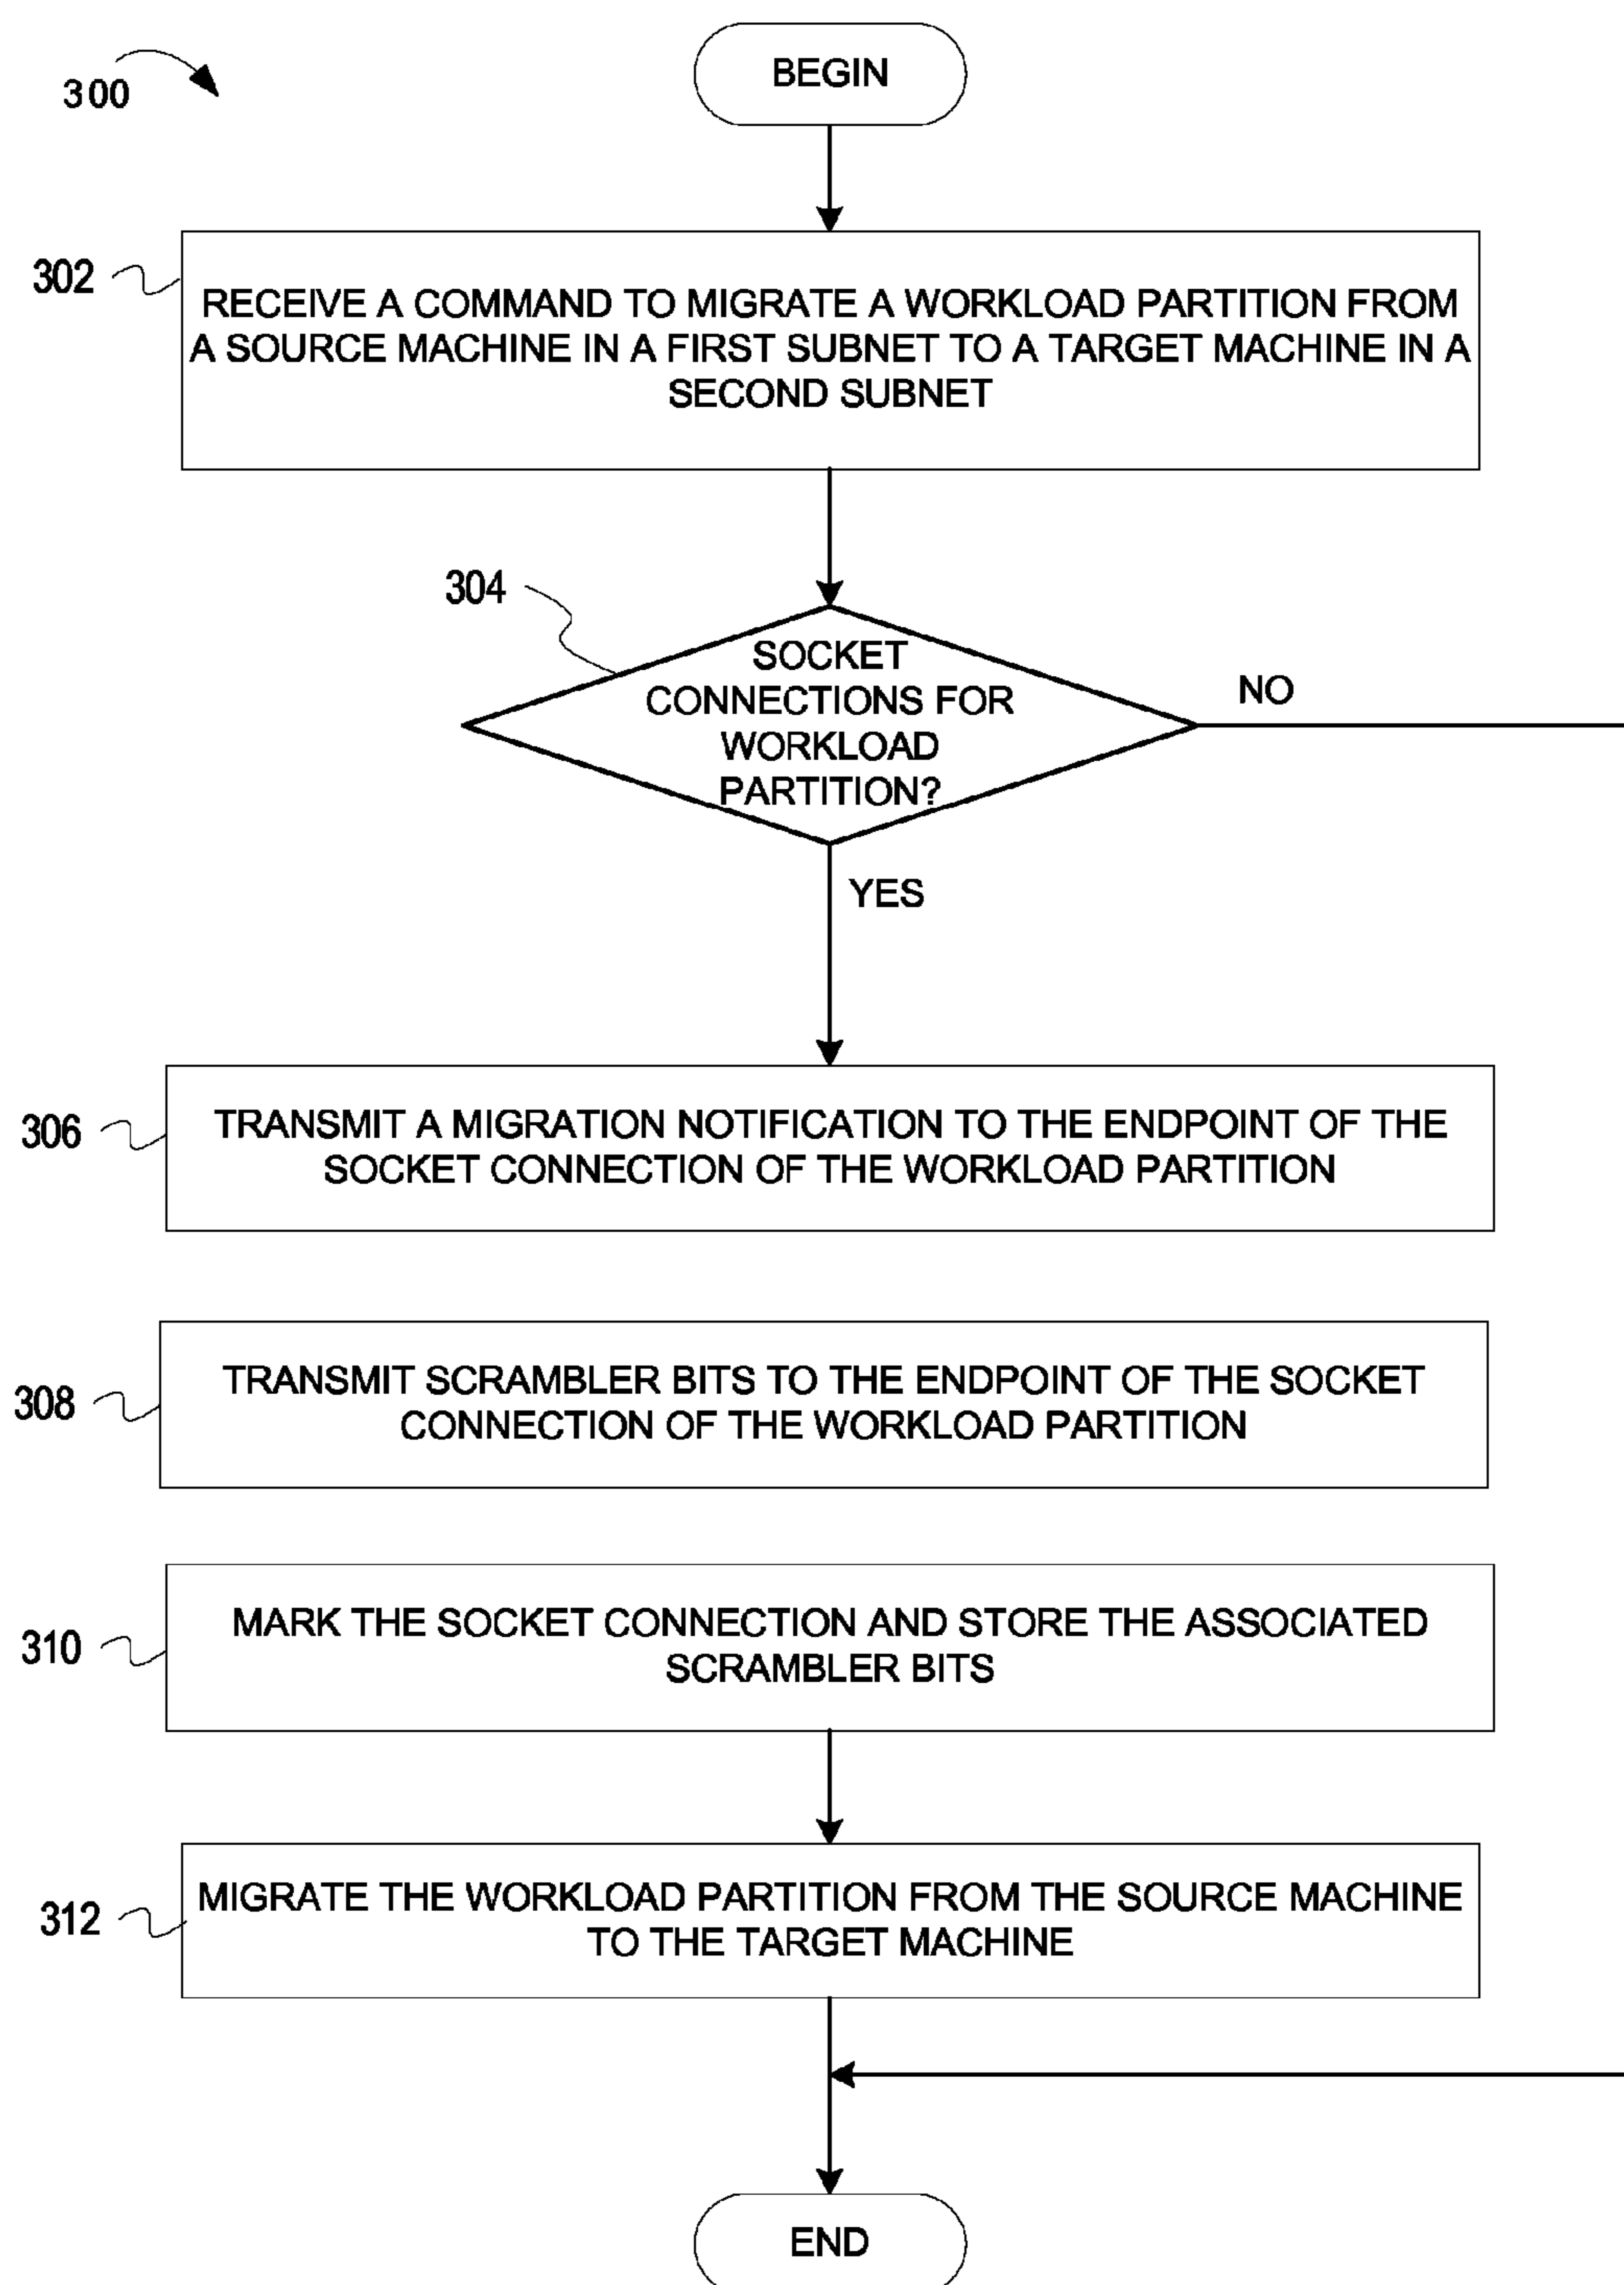 300
BEGIN
302
RECEIVE A COMMAND TO MIGRATE A WORKLOAD PARTITION FROM
A SOURCE MACHINE IN A FIRST SUBNET TO A TARGET MACHINE IN A
SECOND SUBNET
304
SOCKET
CONNECTIONS FOR
WORKLOAD
PARTITION?
NO
YES
306
TRANSMIT A MIGRATION NOTIFICATION TO THE ENDPOINT OF THE
SOCKET CONNECTION OF THE WORKLOAD PARTITION
308
TRANSMIT SCRAMBLER BITS TO THE ENDPOINT OF THE SOCKET
CONNECTION OF THE WORKLOAD PARTITION
310
MARK THE SOCKET CONNECTION AND STORE THE ASSOCIATED
SCRAMBLER BITS
312
MIGRATE THE WORKLOAD PARTITION FROM THE SOURCE MACHINE
TO THE TARGET MACHINE
END